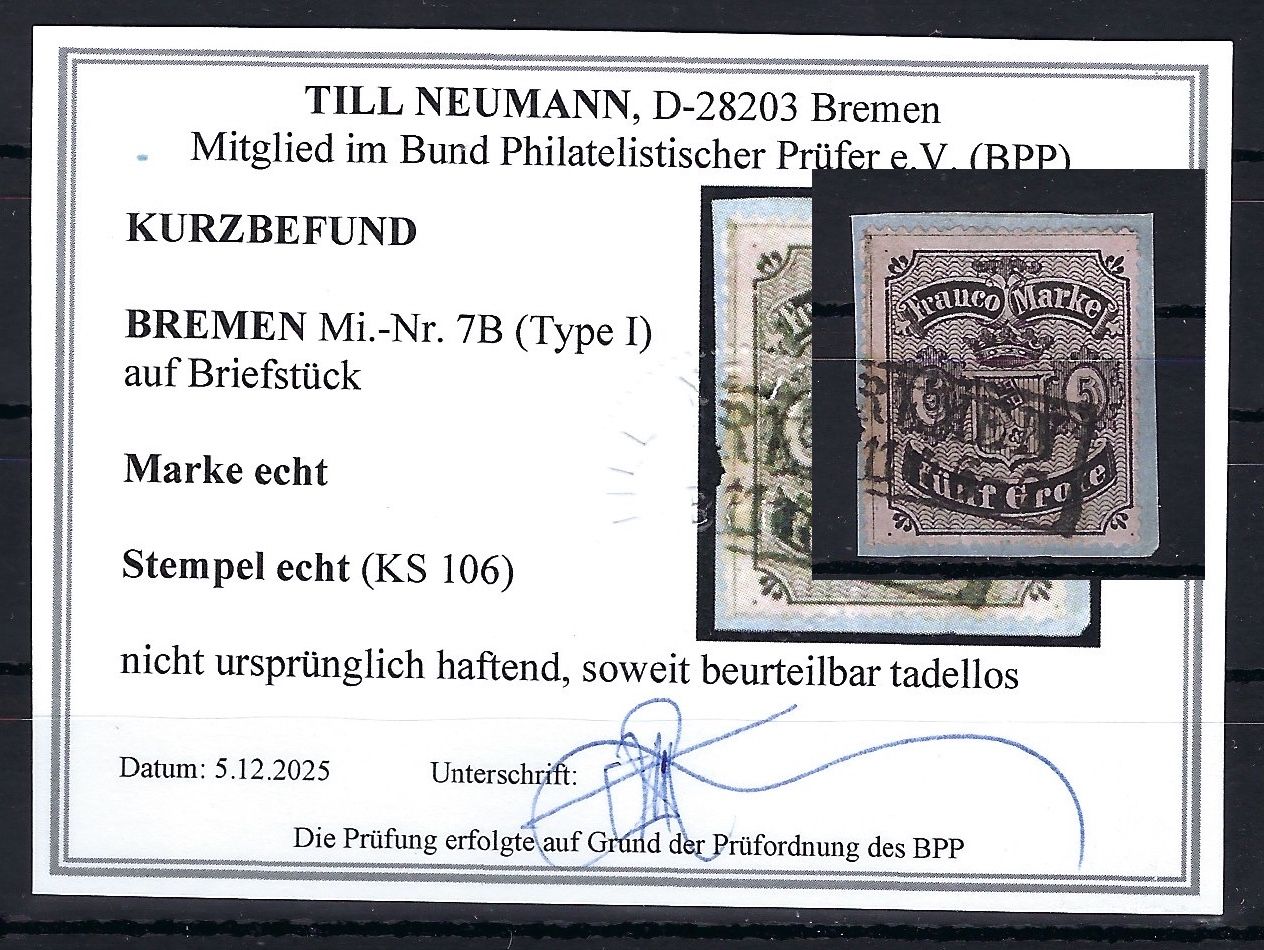 TILL NEUMANN, D-28203 Bremen
Mitglied im Bund Philatelistischer Prüfer e.V. (BPP)
KURZBEFUND
BREMEN Mi.-Nr. 7B (Type I)
auf Briefstück
Marke echt
Stempel echt (KS 106)
nicht ursprünglich haftend, soweit beurteilbar tadellos
Datum: 5.12.2025 Unterschrift:
Die Prüfung erfolgte auf Grund der Prüfordnung des BPP
Franco Marke
5 5
Fünf Grote